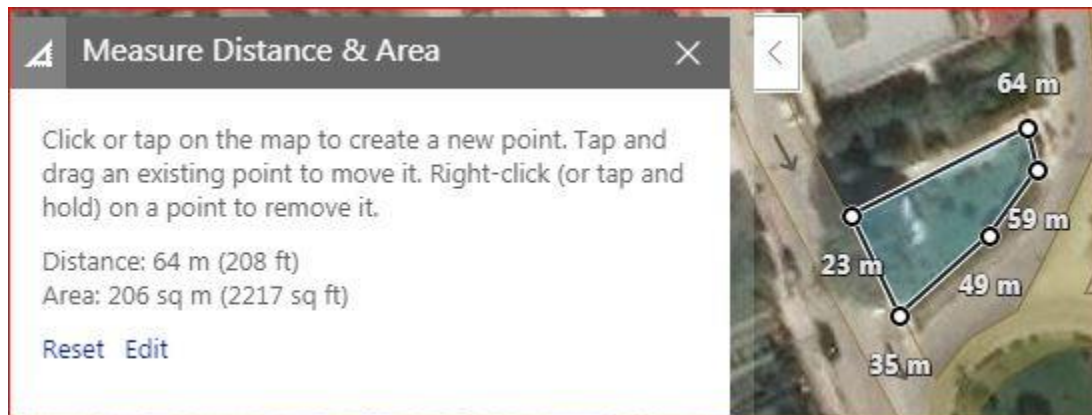 Measure Distance & Area
Click or tap on the map to create a new point. Tap and
drag an existing point to move it. Right-click (or tap and
hold) on a point to remove it.
Distance: 64 m (208 ft)
Area: 206 sq m (2217 sq ft)
Reset Edit
64 m
59 m
23 m
49 m
35 m